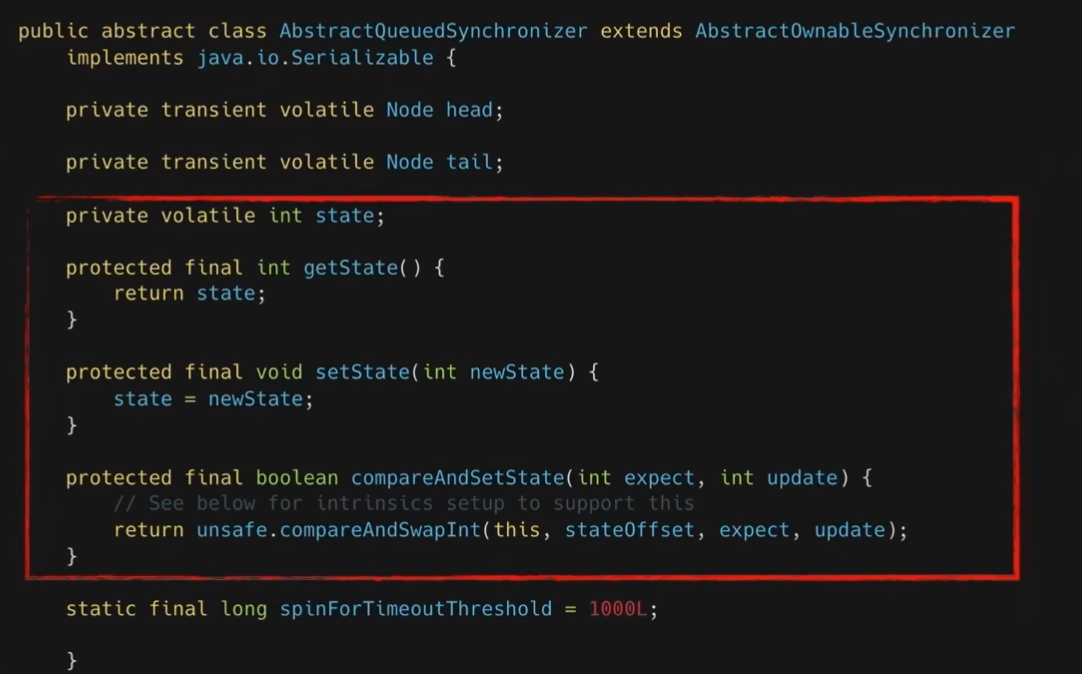 public abstract class AbstractQueuedSynchronizer extends AbstractOwnableSynchronizer
    implements java.io.Serializable {
    private transient volatile Node head;
    private transient volatile Node tail;
    private volatile int state;
    protected final int getState() {
        return state;
    }
    protected final void setState(int newState) {
        state = newState;
    }
    protected final boolean compareAndSetState(int expect, int update) {
        // See below for intrinsics setup to support this
        return unsafe.compareAndSwapInt(this, stateOffset, expect, update);
    }
    static final long spinForTimeoutThreshold = 1000L;
    }